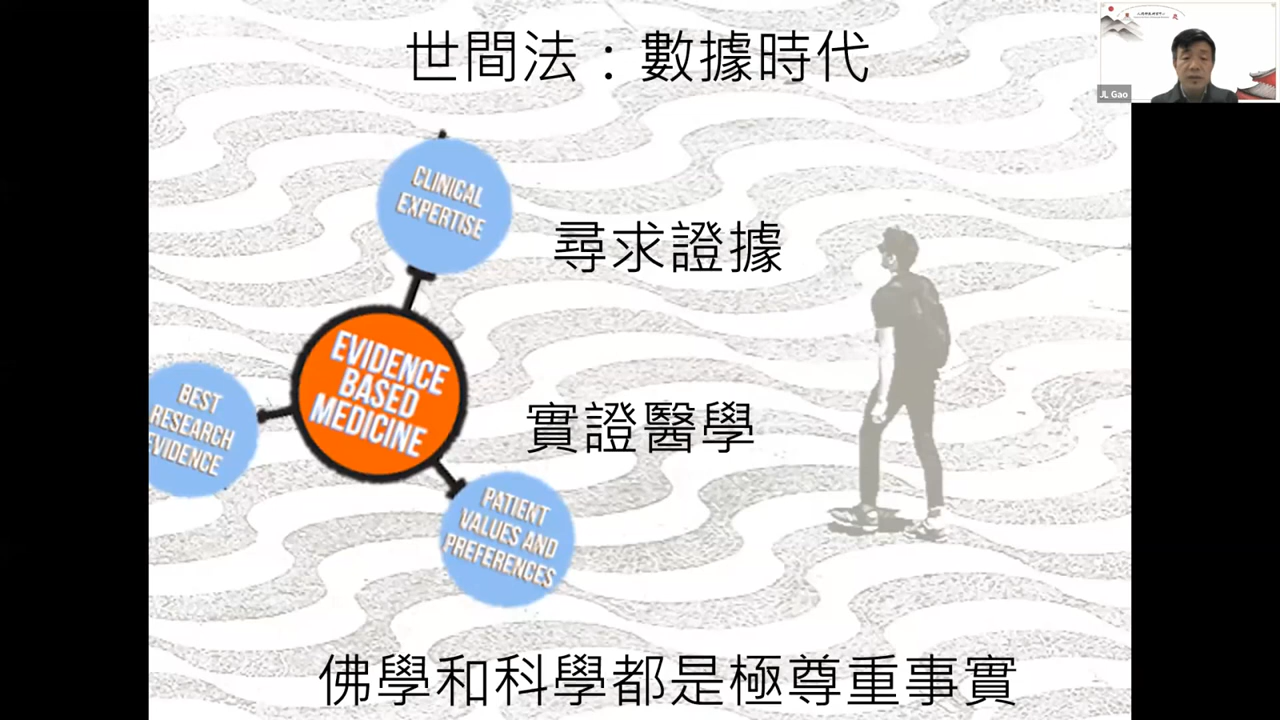 世間法：數據時代
JL Gao
CLINICAL
EXPERTISE
尋求證據
EVIDENCE
BASED
MEDICINE
BEST
RESEARCH
EVIDENCE
實證醫學
PATIENT
VALUES AND
PREFERENCES
佛學和科學都是極尊重事實